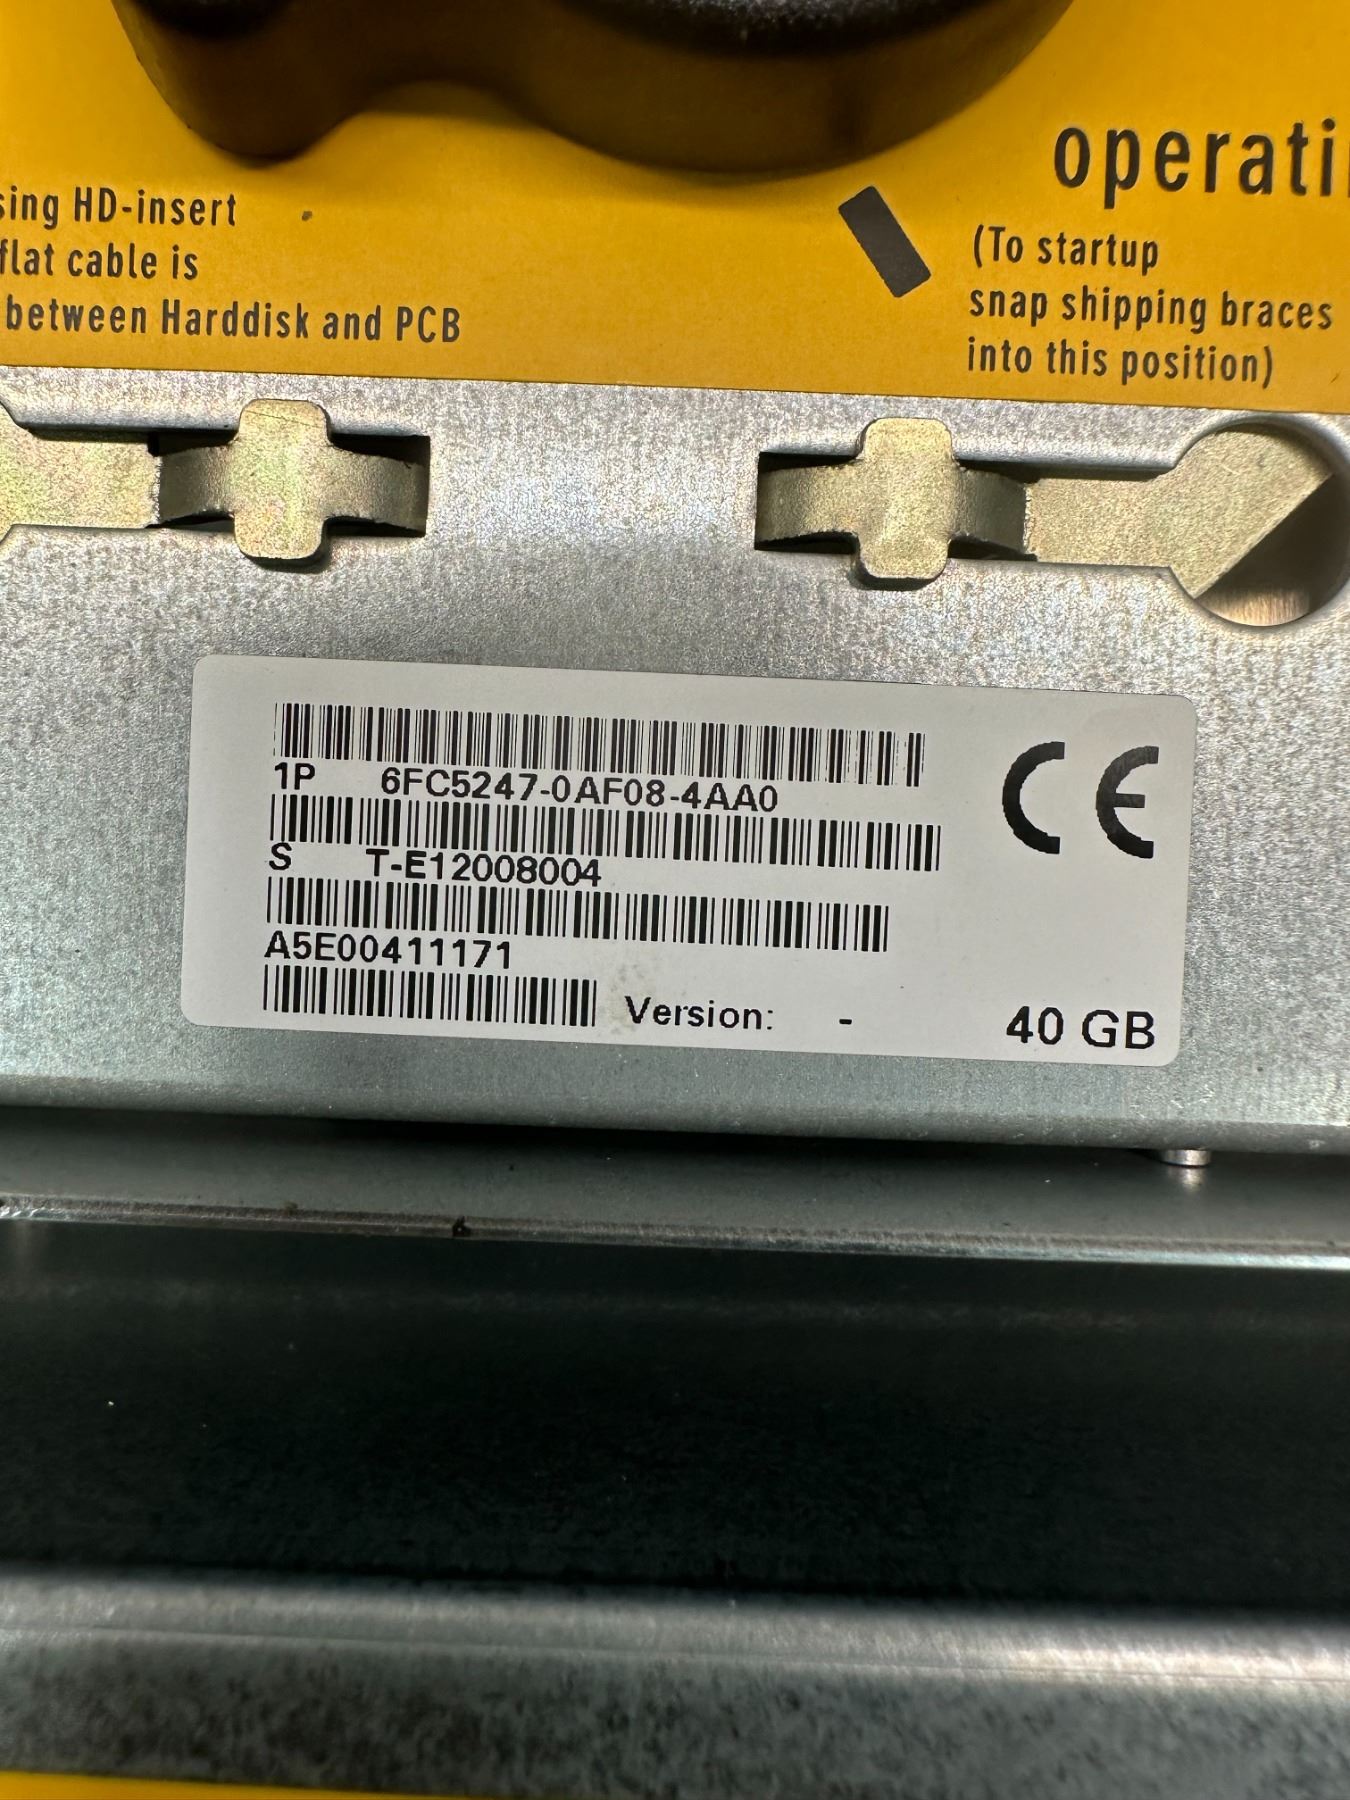 operati
sing HD-insert
flat cable is
between Harddisk and PCB
(To startup
snap shipping braces
into this position)
1P 6FC5247-0AF08-4AA0
S T-E12008004
A5E00411171
Version: -
40 GB
CE